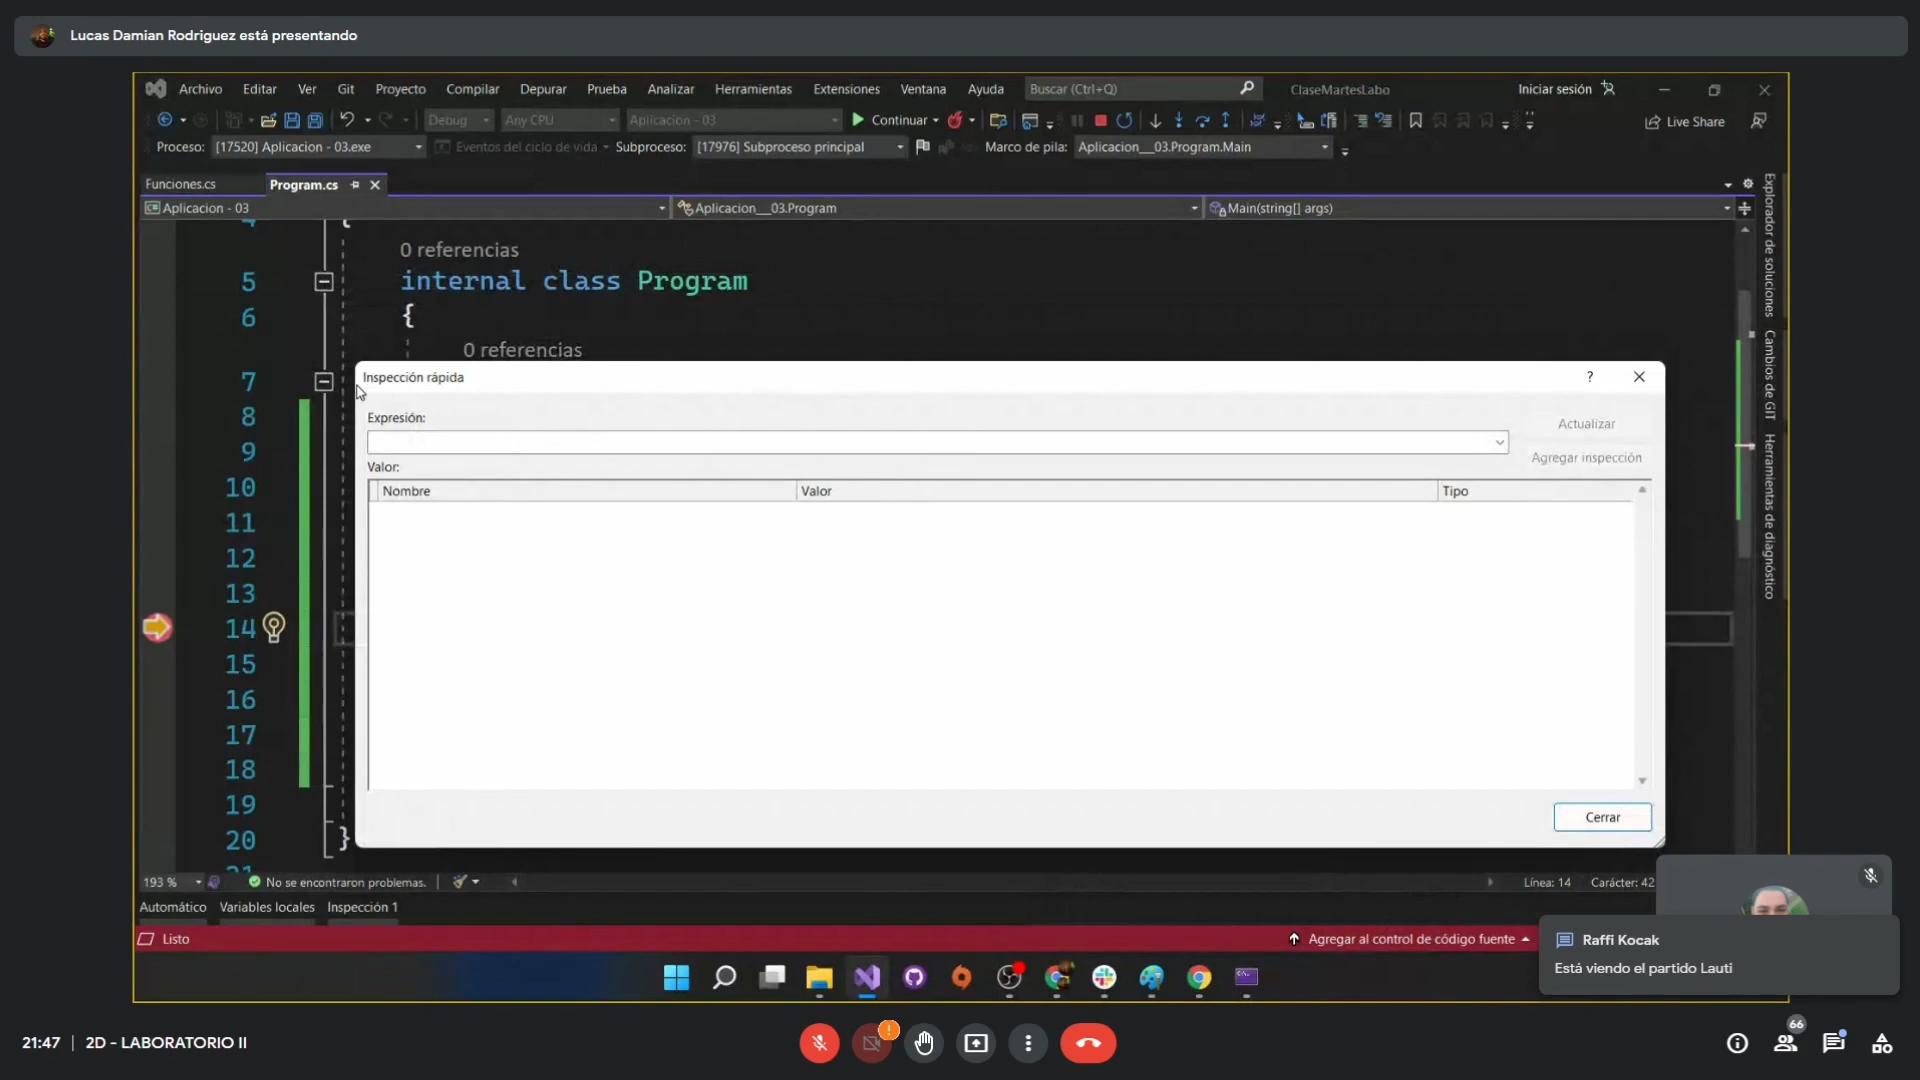 Lucas Damian Rodriguez está presentando
Archivo Editar Ver Git Proyecto Compilar Depurar Prueba Analizar Herramientas Extensiones Ventana Ayuda Buscar (Ctrl+Q) ClaseMartesLabo Iniciar sesión
Debug Any CPU Aplicacion - 03 Continuar Live Share
Proceso: [17520] Aplicacion - 03.exe Eventos del ciclo de vida Subproceso: [17976] Subproceso principal Marco de pila: Aplicacion__03.Program.Main
Funciones.cs Program.cs
Aplicacion - 03 Aplicacion__03.Program Main(string[] args)
4 {
0 referencias
5 internal class Program
6 {
0 referencias
7
8
9
10
11
12
13
14
15
16
17
18
19
20 }
21
Inspección rápida ?
Expresión:
Actualizar
Agregar inspección
Valor:
Nombre Valor Tipo
Cerrar
Explorador de soluciones
Cambios de GIT
Herramientas de diagnóstico
193 % No se encontraron problemas. Línea: 14 Carácter: 42
Automático Variables locales Inspección 1
Listo Agregar al control de código fuente
Raffi Kocak
Está viendo el partido Lauti
21:47 | 2D - LABORATORIO II
!
66